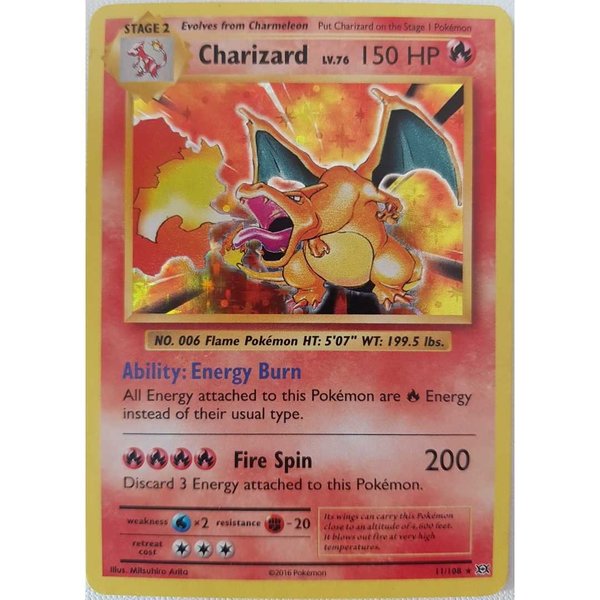 STAGE 2 Evolves from Charmeleon Put Charizard on the Stage 1 Pokémon
Charizard LV.76 150 HP
NO. 006 Flame Pokémon HT: 5'07" WT: 199.5 lbs.
Ability: Energy Burn
All Energy attached to this Pokémon are Energy
instead of their usual type.
Fire Spin 200
Discard 3 Energy attached to this Pokémon.
weakness ×2 resistance -20
retreat
cost
Its wings can carry this Pokémon
close to an altitude of 4,600 feet.
It blows out fire at very high
temperatures.
Illus. Mitsuhiro Arita ©2016 Pokémon 11/108 ★